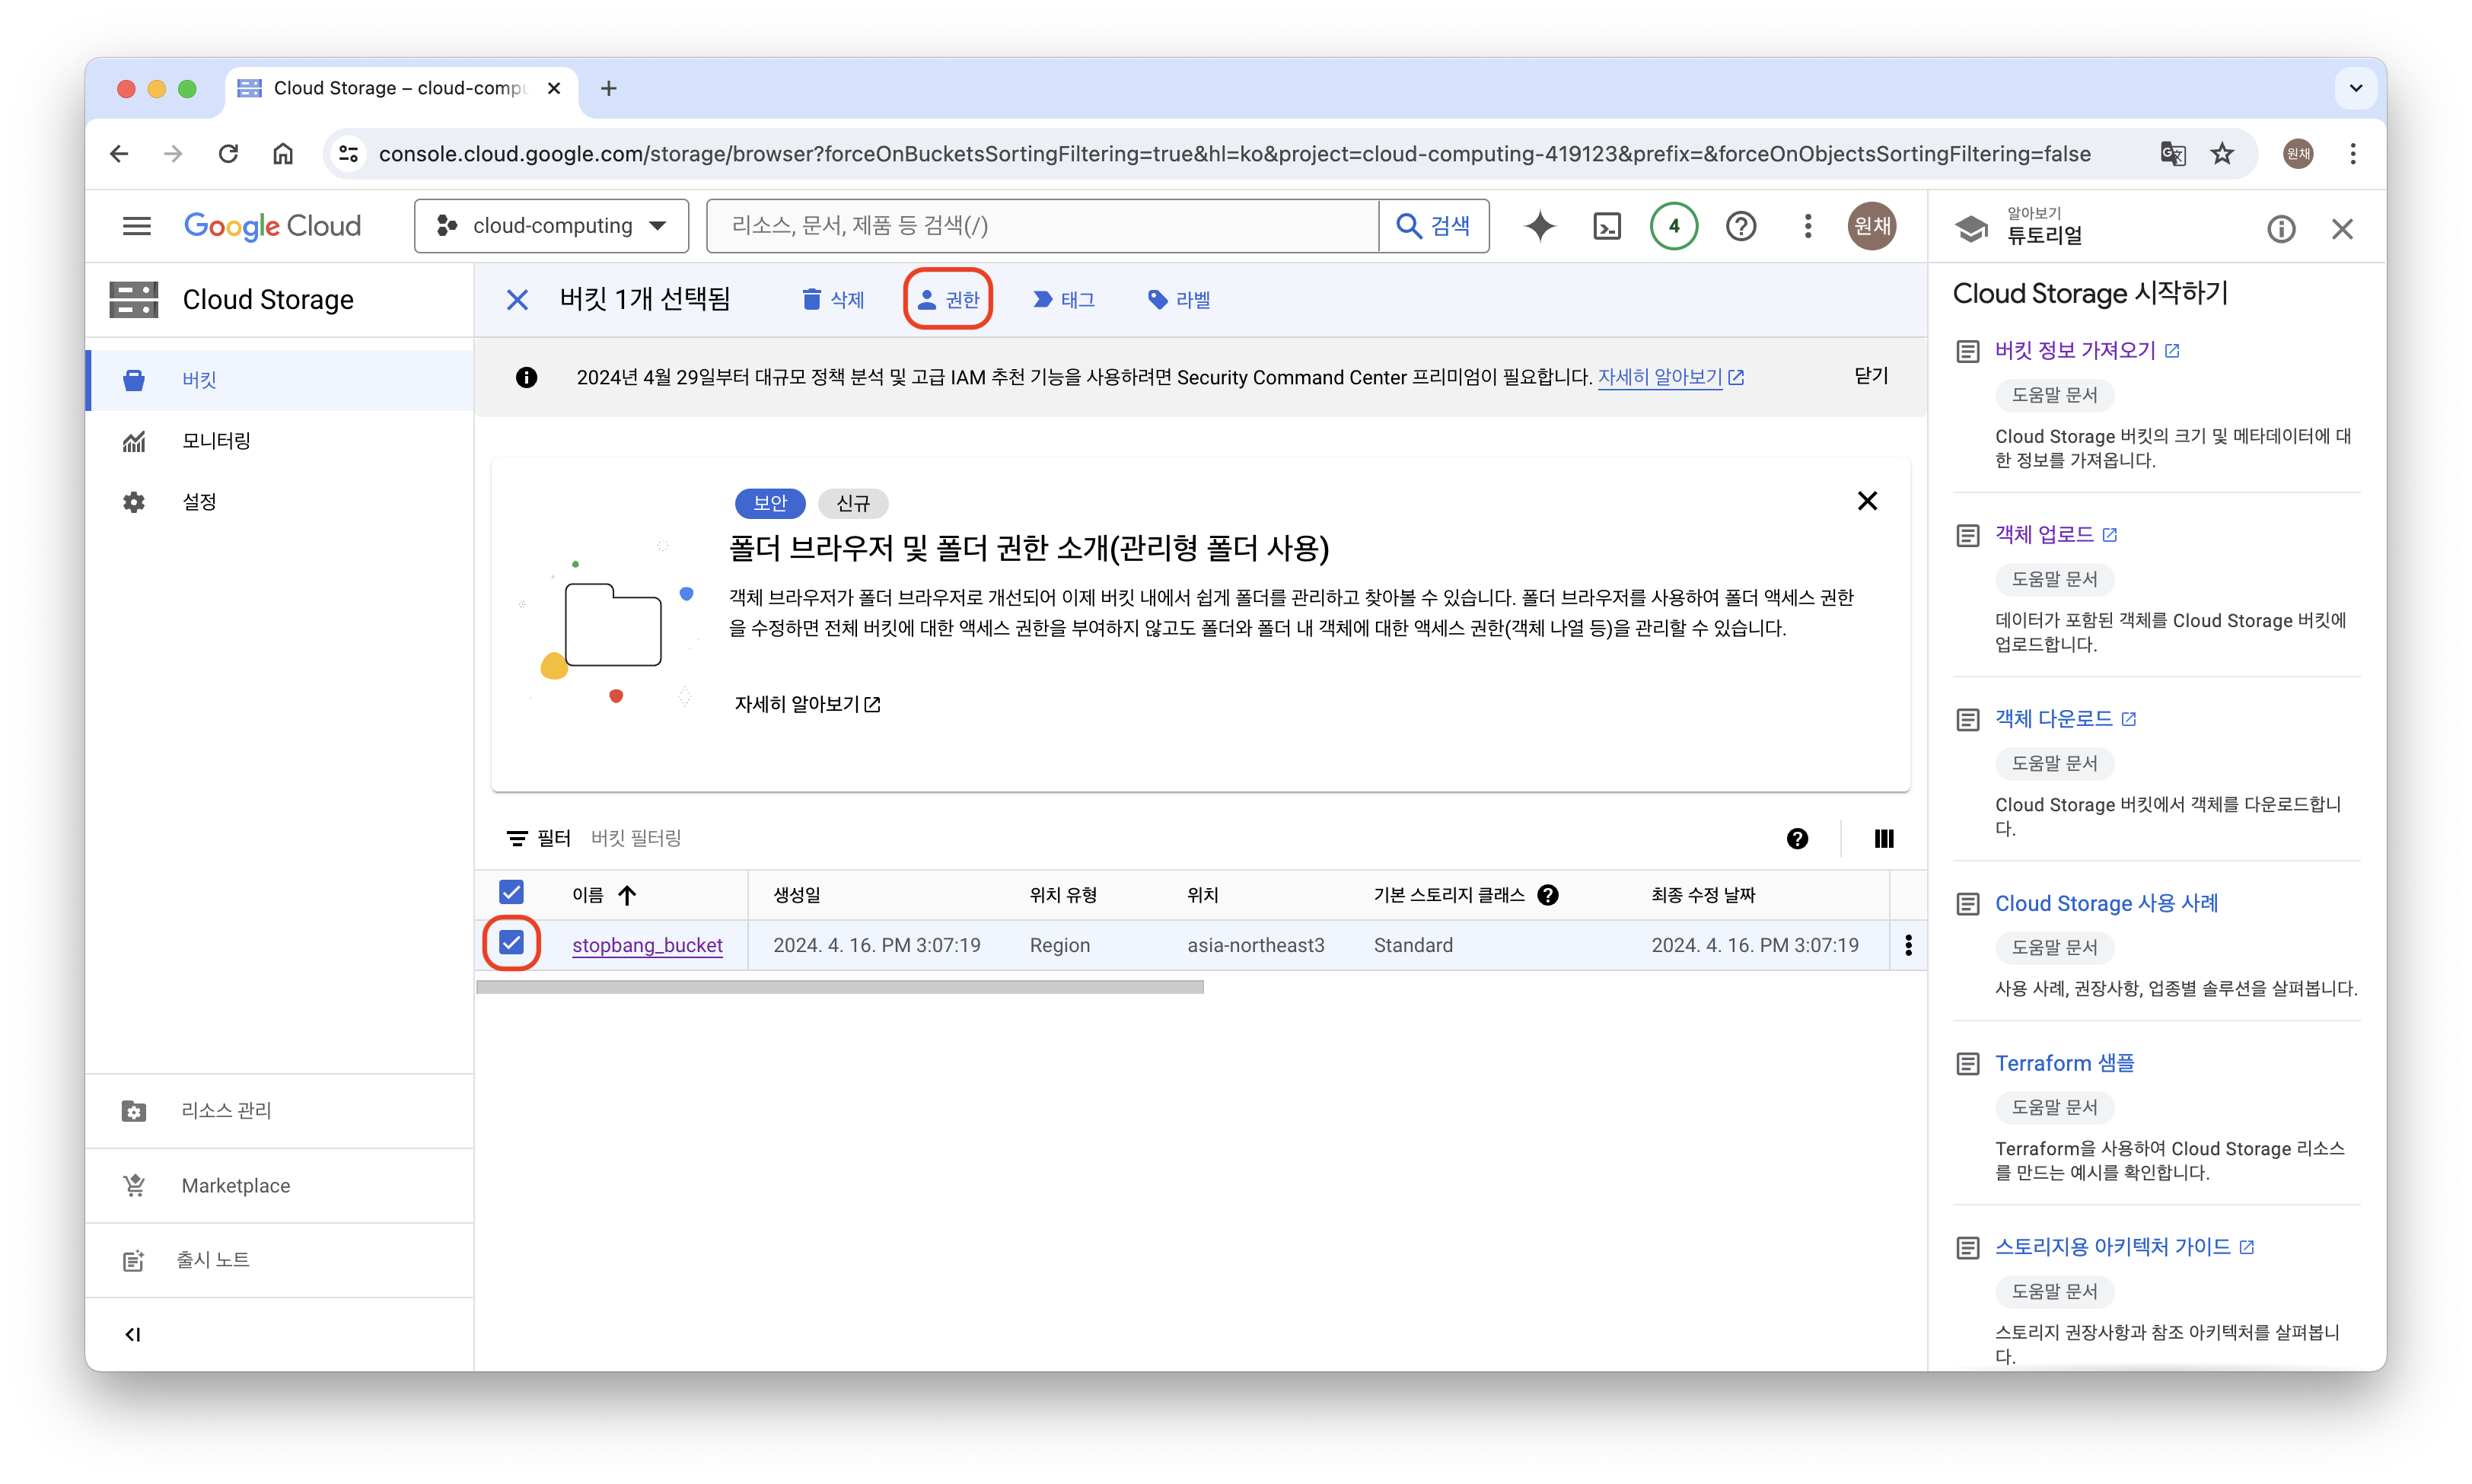 Cloud Storage – cloud-compu
console.cloud.google.com/storage/browser?forceOnBucketsSortingFiltering=true&hl=ko&project=cloud-computing-419123&prefix=&forceOnObjectsSortingFiltering=false
원채
Google Cloud
cloud-computing
리소스, 문서, 제품 등 검색(/)
검색
4
원채
알아보기
튜토리얼
Cloud Storage
버킷
모니터링
설정
리소스 관리
Marketplace
출시 노트
버킷 1개 선택됨
삭제
권한
태그
라벨
2024년 4월 29일부터 대규모 정책 분석 및 고급 IAM 추천 기능을 사용하려면 Security Command Center 프리미엄이 필요합니다. 자세히 알아보기
닫기
보안
신규
폴더 브라우저 및 폴더 권한 소개(관리형 폴더 사용)
객체 브라우저가 폴더 브라우저로 개선되어 이제 버킷 내에서 쉽게 폴더를 관리하고 찾아볼 수 있습니다. 폴더 브라우저를 사용하여 폴더 액세스 권한
을 수정하면 전체 버킷에 대한 액세스 권한을 부여하지 않고도 폴더와 폴더 내 객체에 대한 액세스 권한(객체 나열 등)을 관리할 수 있습니다.
자세히 알아보기
필터 버킷 필터링
이름 생성일 위치 유형 위치 기본 스토리지 클래스 최종 수정 날짜
stopbang_bucket 2024. 4. 16. PM 3:07:19 Region asia-northeast3 Standard 2024. 4. 16. PM 3:07:19
Cloud Storage 시작하기
버킷 정보 가져오기
도움말 문서
Cloud Storage 버킷의 크기 및 메타데이터에 대
한 정보를 가져옵니다.
객체 업로드
도움말 문서
데이터가 포함된 객체를 Cloud Storage 버킷에
업로드합니다.
객체 다운로드
도움말 문서
Cloud Storage 버킷에서 객체를 다운로드합니
다.
Cloud Storage 사용 사례
도움말 문서
사용 사례, 권장사항, 업종별 솔루션을 살펴봅니다.
Terraform 샘플
도움말 문서
Terraform을 사용하여 Cloud Storage 리소스
를 만드는 예시를 확인합니다.
스토리지용 아키텍처 가이드
도움말 문서
스토리지 권장사항과 참조 아키텍처를 살펴봅니
다.